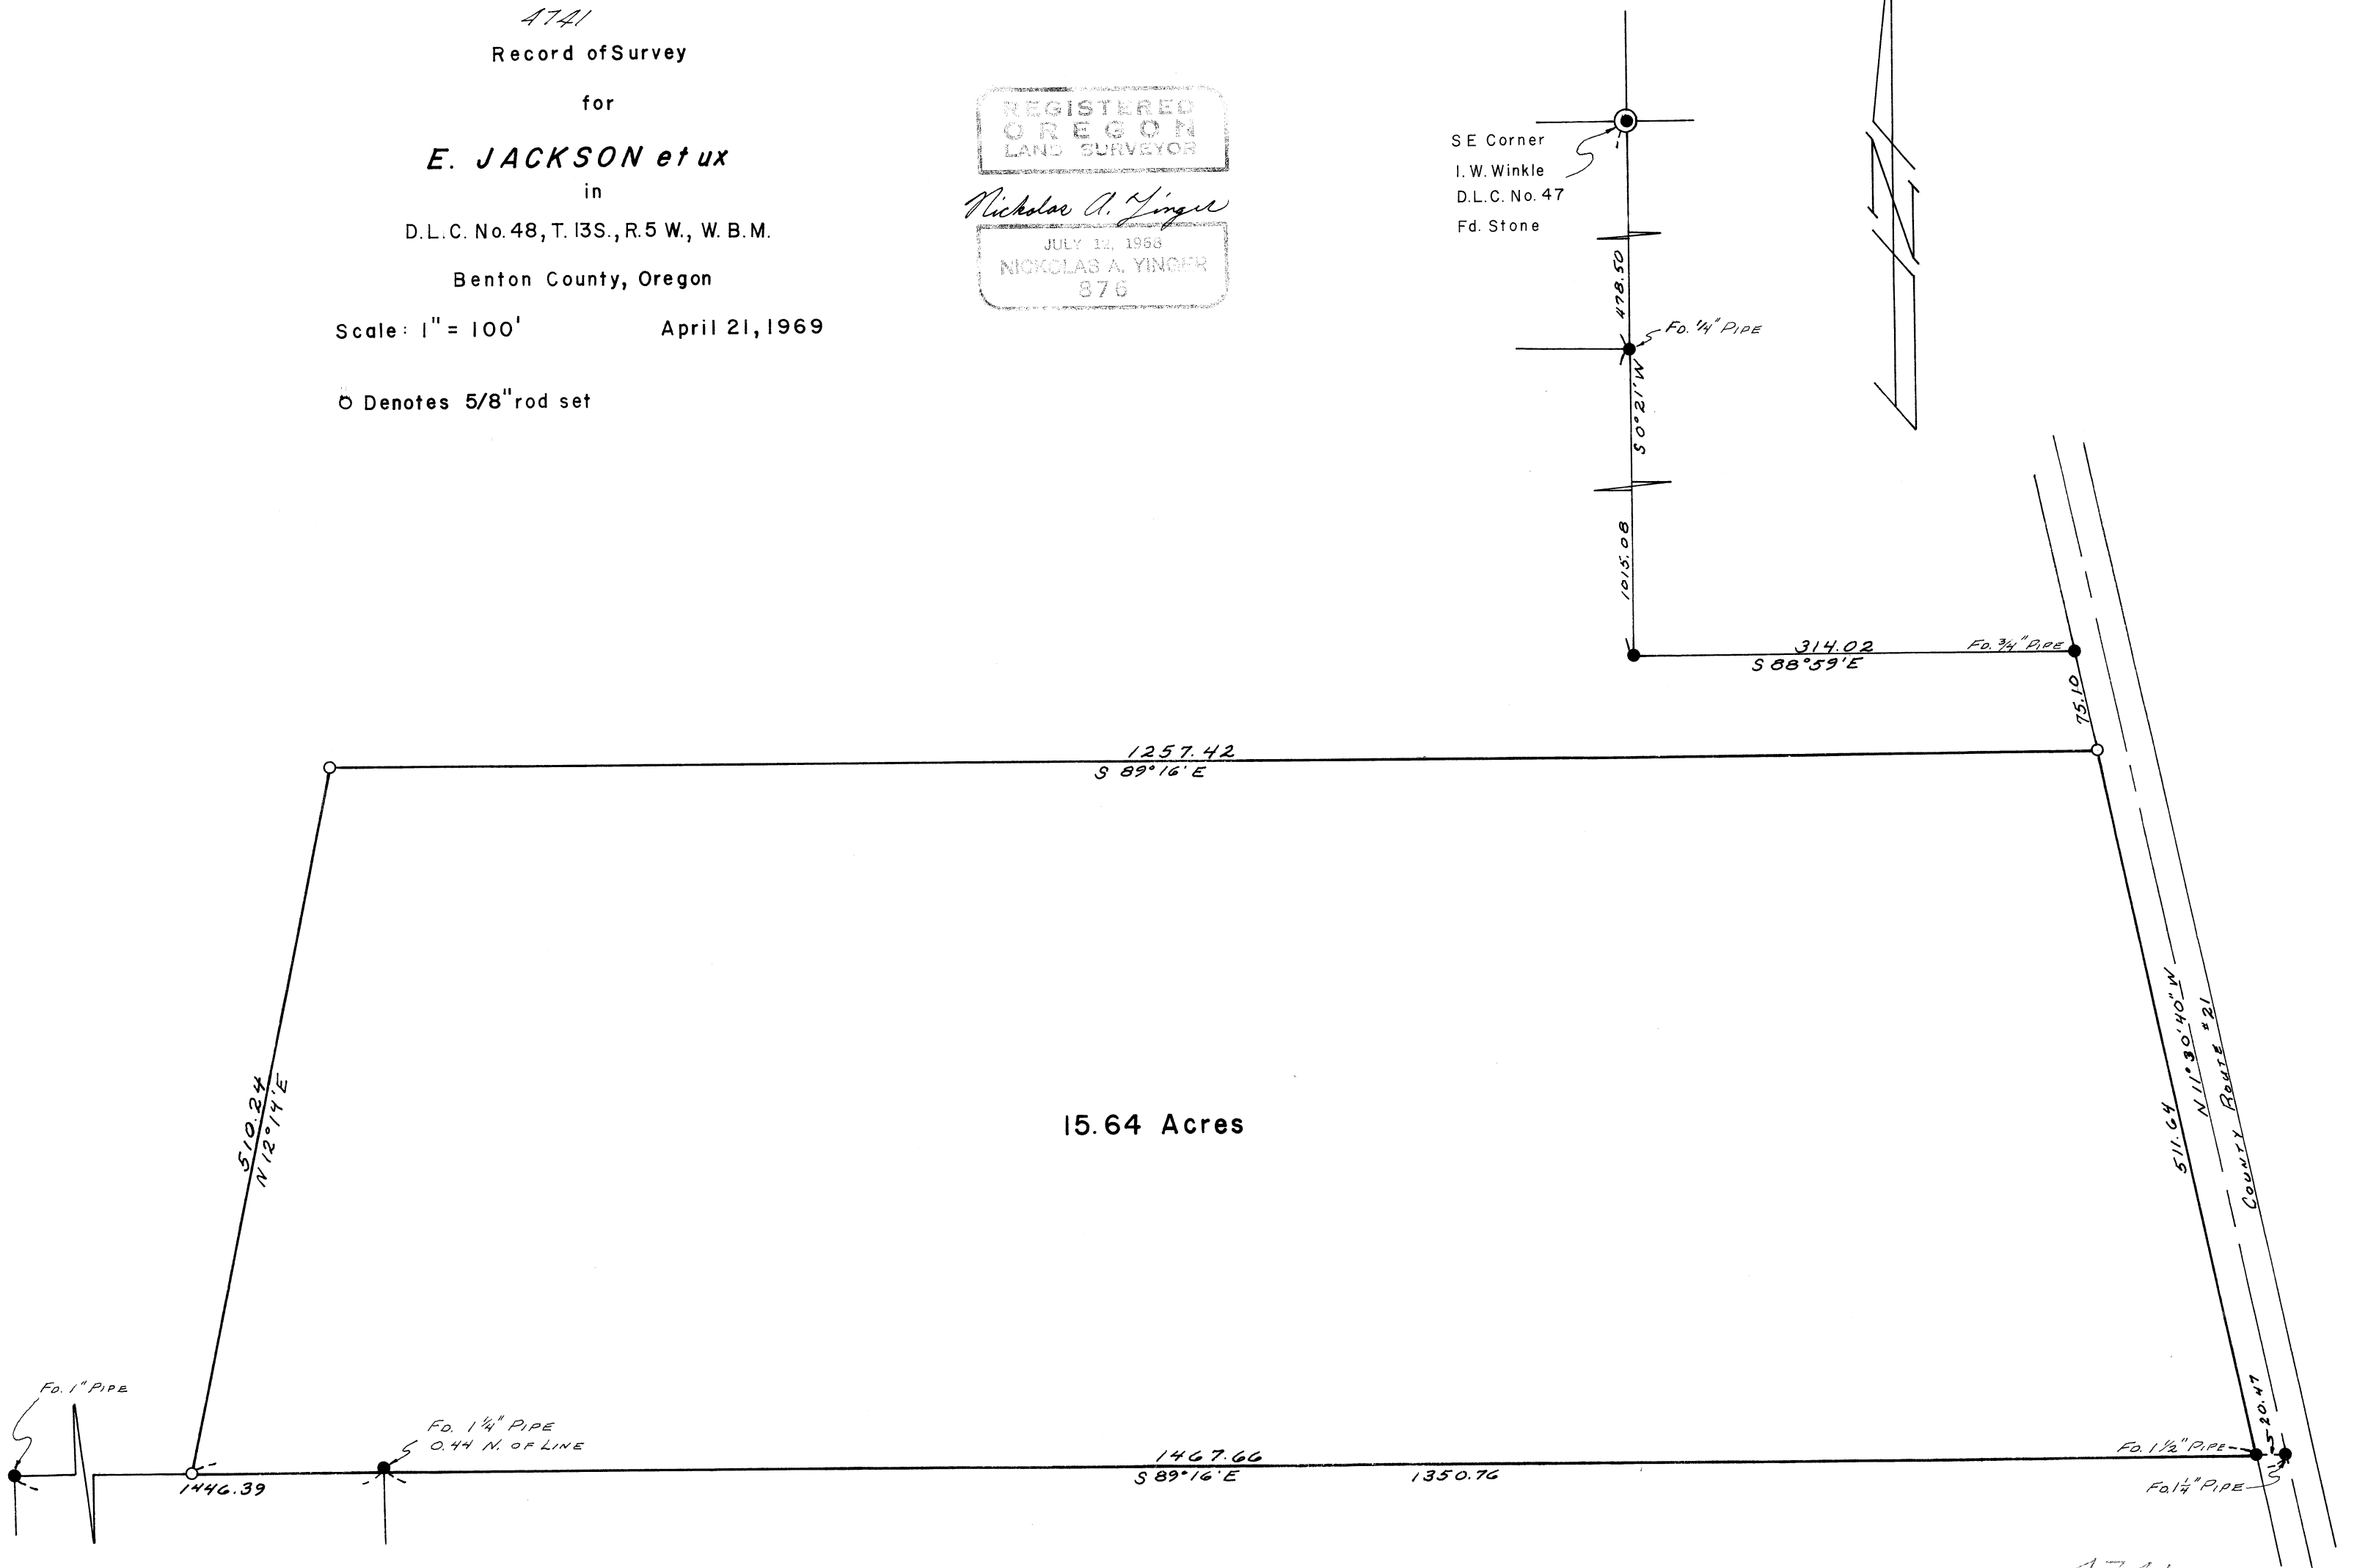 4741
Record of Survey
for
E. JACKSON et ux
in
D.L.C. No. 48, T. 13S., R. 5 W., W. B. M.
Benton County, Oregon
Scale: 1" = 100' April 21, 1969
Denotes 5/8" rod set
REGISTERED
OREGON
LAND SURVEYOR
Nickolas A. Yinger
JULY 12, 1968
NICKOLAS A. YINGER
876
SE Corner
I. W. Winkle
D.L.C. No. 47
Fd. Stone
N
478.50
FD. 1/4" PIPE
S 0° 21' W
1015.08
314.02
S 88° 59' E
FD. 3/4" PIPE
75.10
1257.42
S 89° 16' E
510.24
N 12° 14' E
15.64 Acres
511.64
N 11° 30' 40" W
COUNTY ROUTE #21
FD. 1" PIPE
1446.39
FD. 1 1/4" PIPE
0.44 N. OF LINE
1467.66
S 89° 16' E
1350.76
FD. 1 1/2" PIPE
20.47
FD. 1 1/4" PIPE